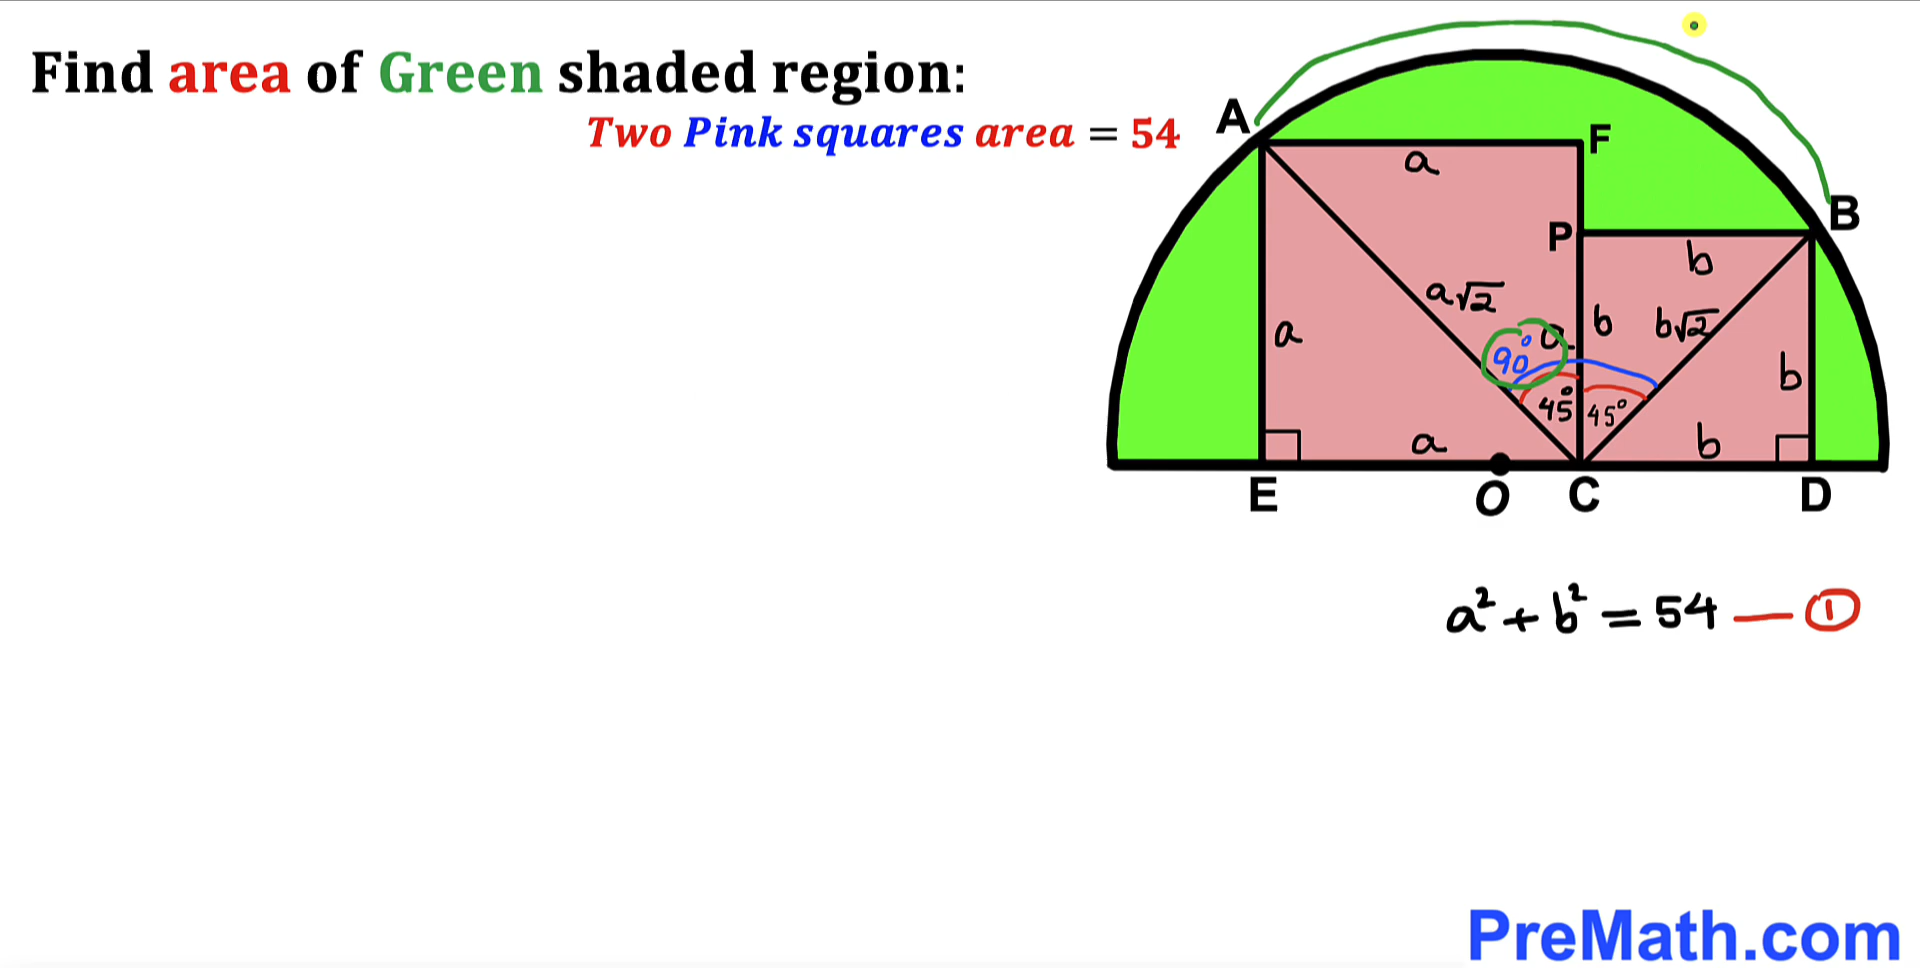 Find area of Green shaded region:
Two Pink squares area = 54
A
F
a
B
P
b
a√2
a
a
b
b√2
90°
b
45°
45°
a
b
E
O
C
D
a² + b² = 54 — ①
PreMath.com